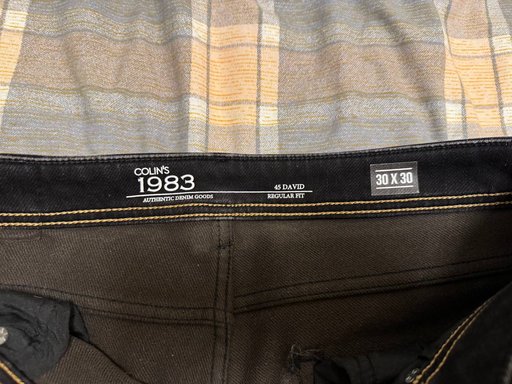 COLIN'S
1983
AUTHENTIC DENIM GOODS
45 DAVID
REGULAR FIT
30 X 30